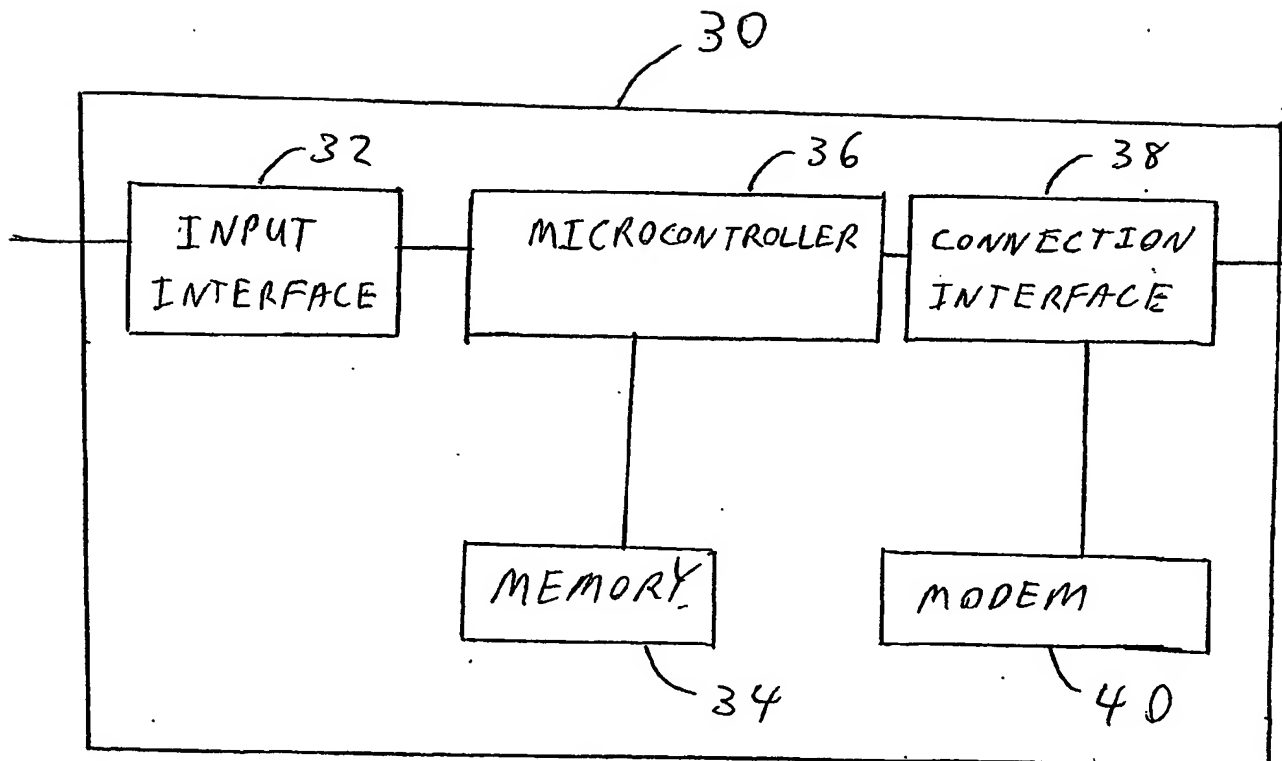 30
32
36
38
INPUT
INTERFACE
MICROCONTROLLER
CONNECTION
INTERFACE
MEMORY
MODEM
34
40